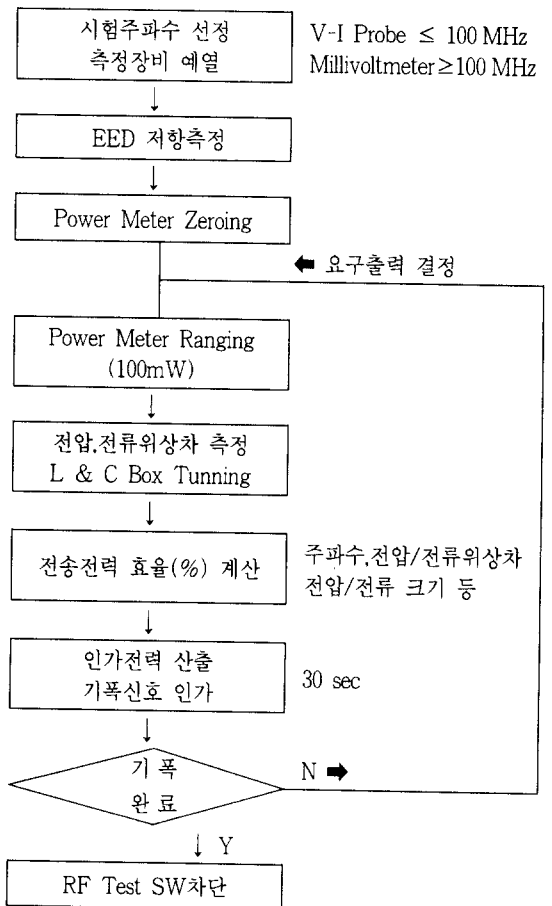 시험주파수 선정
측정장비 예열
V-I Probe ≤ 100 MHz
Millivoltmeter≥100 MHz
EED 저항측정
Power Meter Zeroing
요구출력 결정
Power Meter Ranging
(100mW)
전압,전류위상차 측정
L & C Box Tunning
전송전력 효율(%) 계산
주파수,전압/전류위상차
전압/전류 크기 등
인가전력 산출
기폭신호 인가
30 sec
기 폭
완 료
N
Y
RF Test SW차단